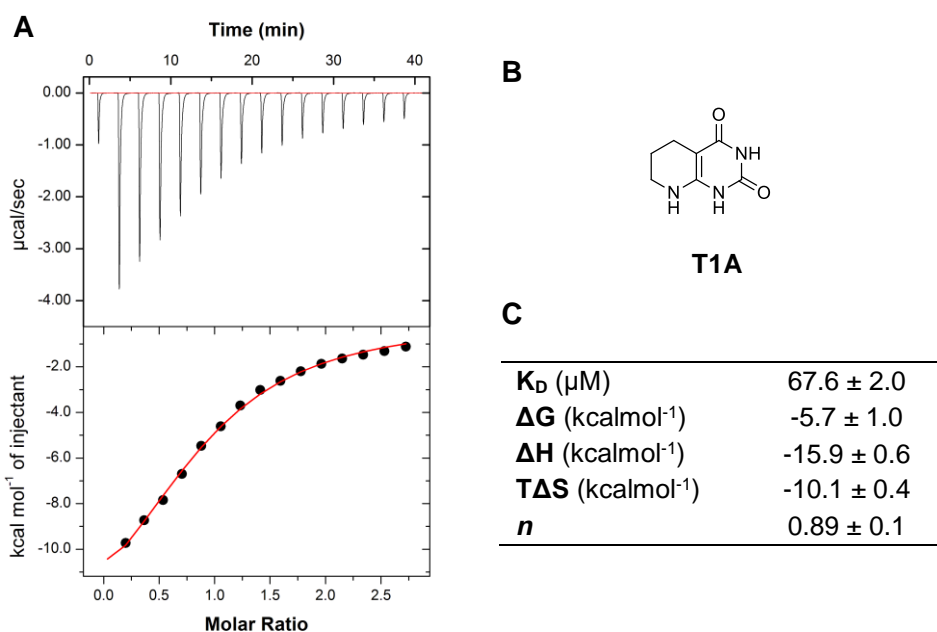 A
Time (min)
0 10 20 30 40
0.00
-1.00
-2.00
-3.00
-4.00
µcal/sec
-2.0
-4.0
-6.0
-8.0
-10.0
kcal mol⁻¹ of injectant
0.0 0.5 1.0 1.5 2.0 2.5
Molar Ratio
B
O
NH
O
N
H
N
H
T1A
C
K_D (µM) 67.6 ± 2.0
ΔG (kcalmol⁻¹) -5.7 ± 1.0
ΔH (kcalmol⁻¹) -15.9 ± 0.6
TΔS (kcalmol⁻¹) -10.1 ± 0.4
n 0.89 ± 0.1